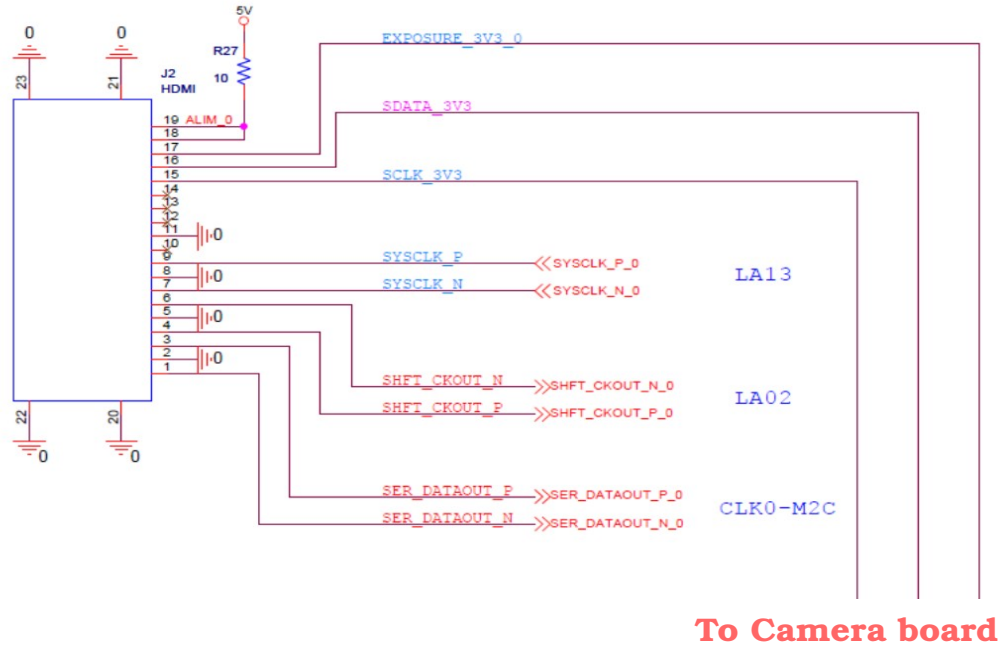 5V
0
0
R27
10
EXPOSURE_3V3_0
23
21
J2
HDMI
19 ALIM_0
SDATA_3V3
18
17
16
15
SCLK_3V3
14
13
12
11
0
10
9
SYSCLK_P
SYSCLK_P_0
8
0
LA13
7
SYSCLK_N
SYSCLK_N_0
6
5
0
4
3
2
0
1
SHFT_CKOUT_N
SHFT_CKOUT_N_0
LA02
SHFT_CKOUT_P
SHFT_CKOUT_P_0
22
20
0
0
SER_DATAOUT_P
SER_DATAOUT_P_0
CLK0-M2C
SER_DATAOUT_N
SER_DATAOUT_N_0
To Camera board